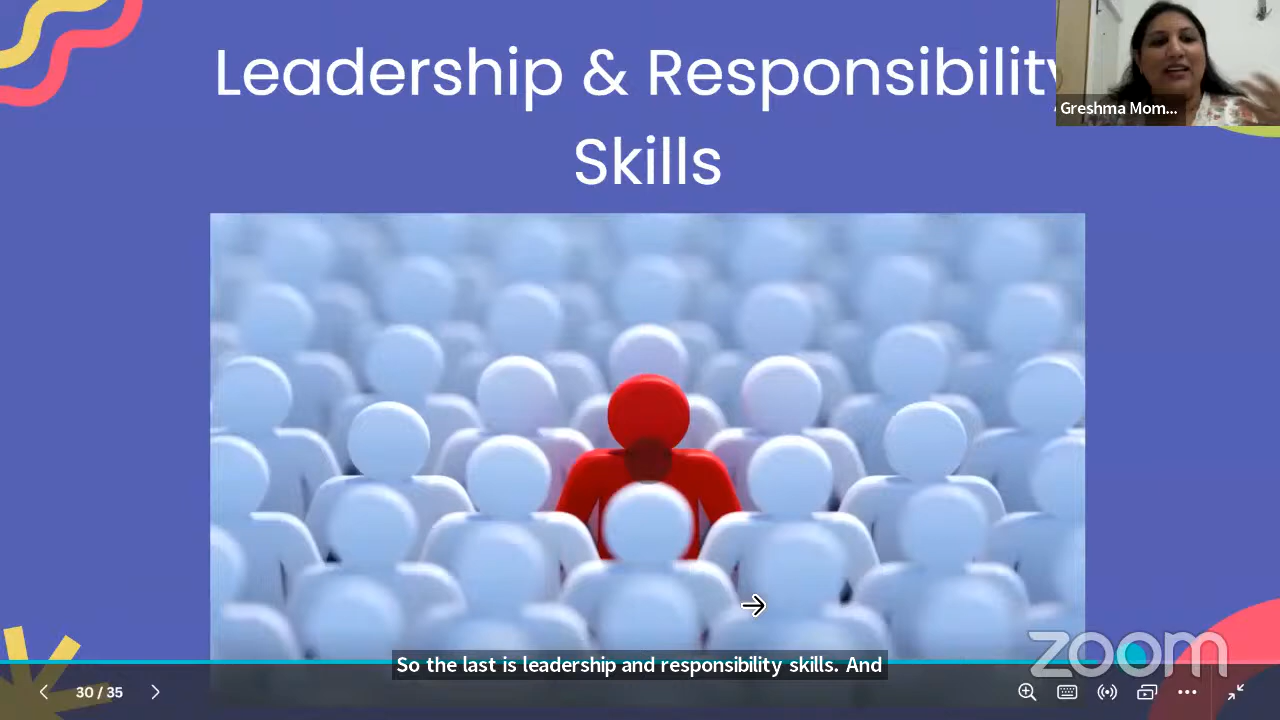 Leadership & Responsibility
Skills
Greshma Mom...
So the last is leadership and responsibility skills. And
zoom
30 / 35